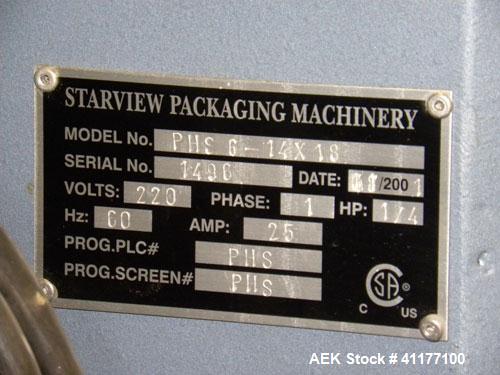 STARVIEW PACKAGING MACHINERY
MODEL No. PHS 6-14X18
SERIAL No. 1496 DATE: /2001
VOLTS: 220 PHASE: 1 HP: 1/4
Hz: 60 AMP: 25
PROG.PLC# PHS
PROG.SCREEN# PHS
C SA ® US
AEK Stock # 41177100